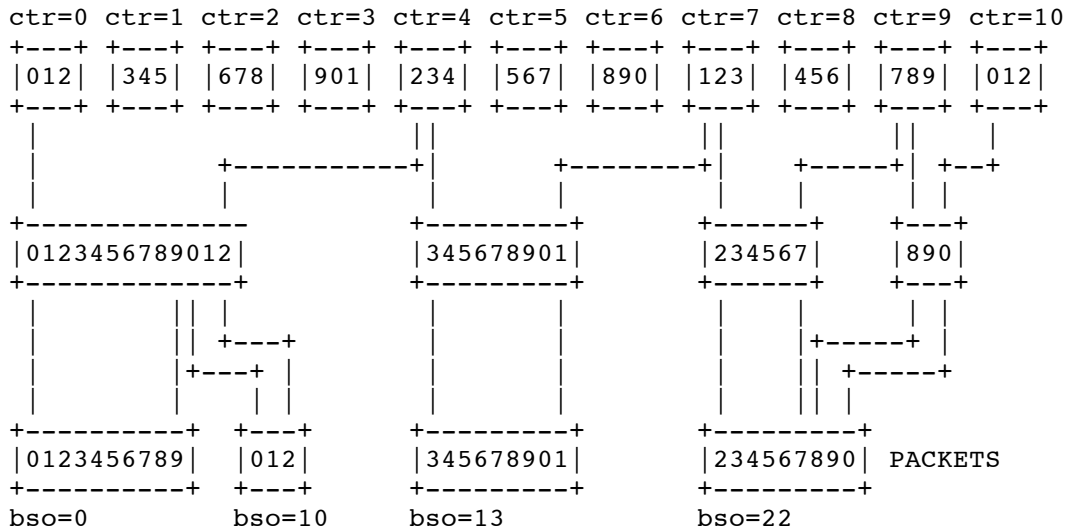 ctr=0 ctr=1 ctr=2 ctr=3 ctr=4 ctr=5 ctr=6 ctr=7 ctr=8 ctr=9 ctr=10
+---+ +---+ +---+ +---+ +---+ +---+ +---+ +---+ +---+ +---+ +---+
|012| |345| |678| |901| |234| |567| |890| |123| |456| |789| |012|
+---+ +---+ +---+ +---+ +---+ +---+ +---+ +---+ +---+ +---+ +---+
 |                       ||                ||          ||    |
 |           +-----------+|       +--------+|    +-----+| +--+
 |           |            |       |         |    |      | |
+--------------          +---------+       +------+    +---+
|0123456789012|          |345678901|       |234567|    |890|
+-------------+          +---------+       +------+    +---+
 |        || |            |       |         |    |      | |
 |        || +---+        |       |         |    |+-----+ |
 |        |+---+ |        |       |         |    || +-----+
 |        |    | |        |       |         |    || |
+----------+  +---+      +---------+       +---------+
|0123456789|  |012|      |345678901|       |234567890| PACKETS
+----------+  +---+      +---------+       +---------+
bso=0         bso=10     bso=13            bso=22